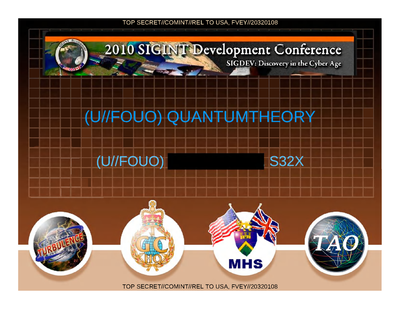 TOP SECRET//COMINT//REL TO USA, FVEY//20320108
2010 SIGINT Development Conference
SIGDEV: Discovery in the Cyber Age
(U//FOUO) QUANTUMTHEORY
(U//FOUO) S32X
TURBULENCE
MHS
TAO
TOP SECRET//COMINT//REL TO USA, FVEY//20320108